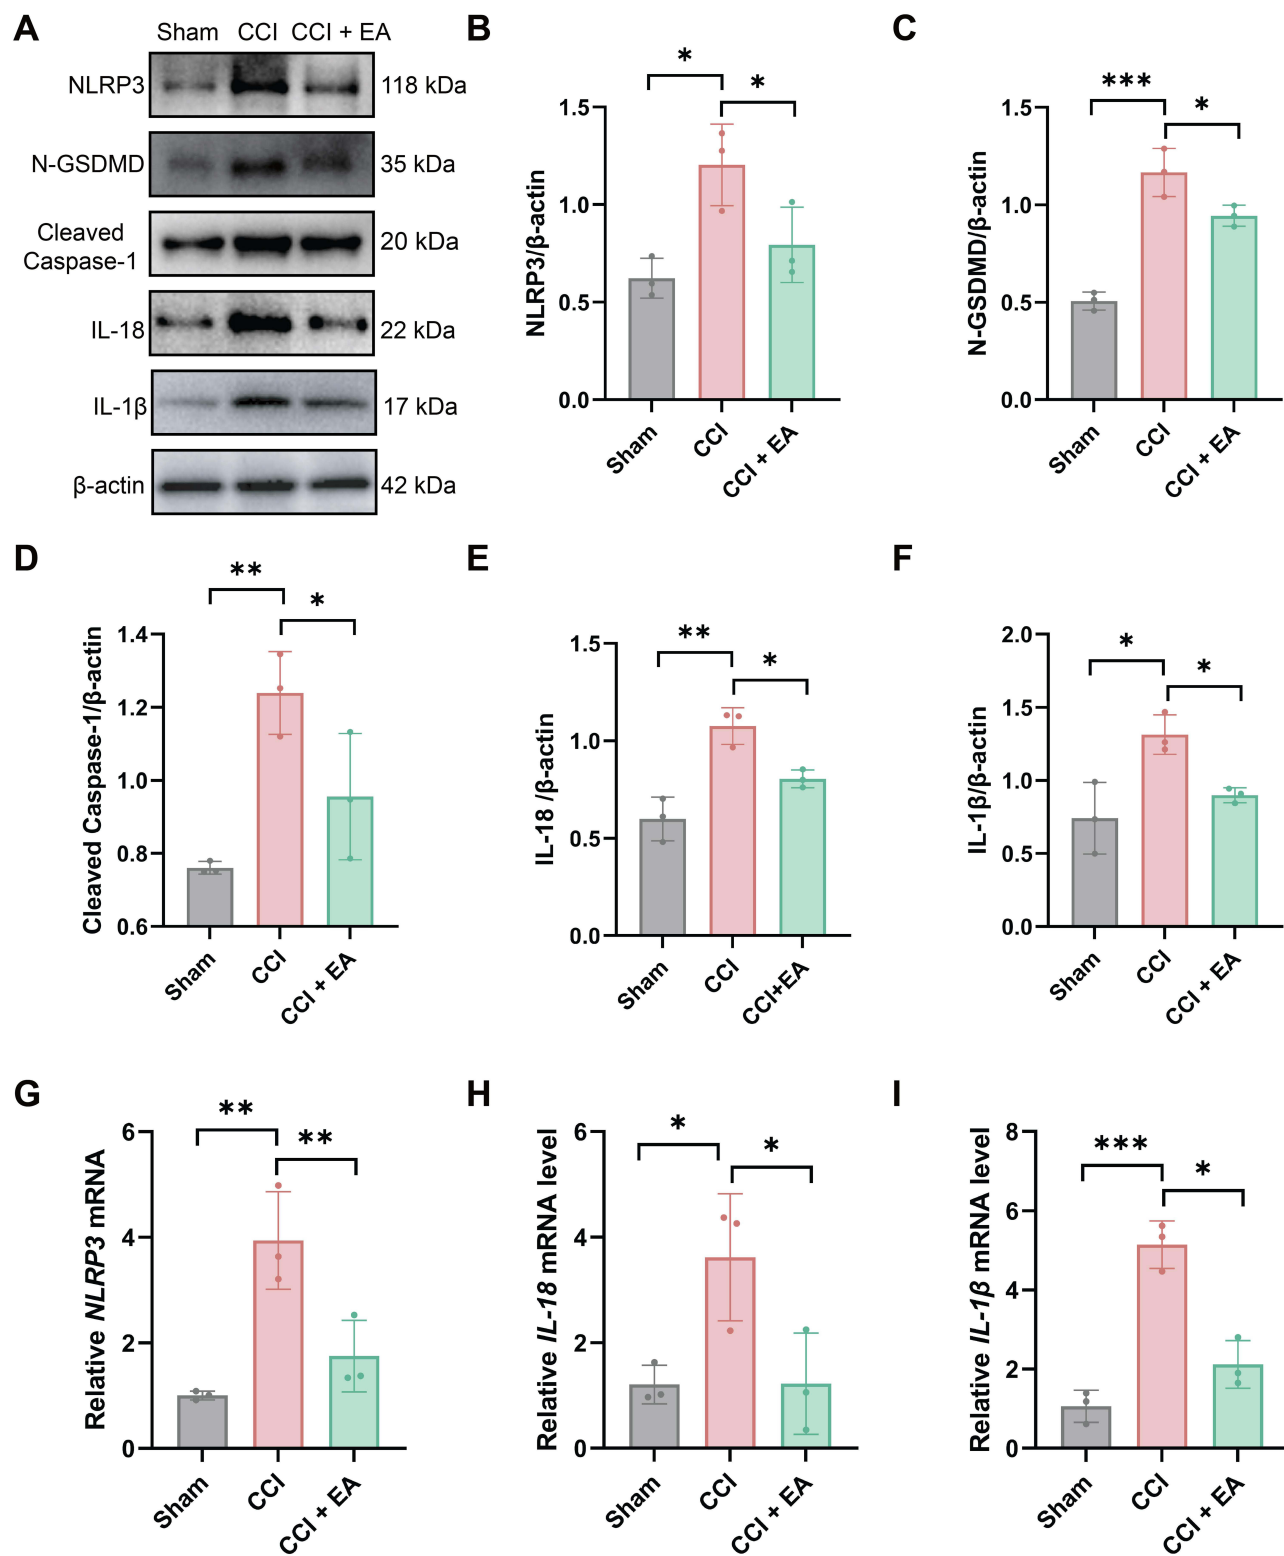 A
Sham CCI CCI + EA
NLRP3 118 kDa
N-GSDMD 35 kDa
Cleaved
Caspase-1
20 kDa
IL-18 22 kDa
IL-1β 17 kDa
β-actin 42 kDa
B
*
*
NLRP3/β-actin
1.5
1.0
0.5
0.0
Sham
CCI
CCI + EA
C
***
*
N-GSDMD/β-actin
1.5
1.0
0.5
0.0
Sham
CCI
CCI + EA
D
**
*
Cleaved Caspase-1/β-actin
1.4
1.2
1.0
0.8
0.6
Sham
CCI
CCI + EA
E
**
*
IL-18 /β-actin
1.5
1.0
0.5
0.0
Sham
CCI
CCI+EA
F
*
*
IL-1β/β-actin
2.0
1.5
1.0
0.5
0.0
Sham
CCI
CCI + EA
G
**
**
Relative NLRP3 mRNA
6
4
2
0
Sham
CCI
CCI + EA
H
*
*
Relative IL-18 mRNA level
6
4
2
0
Sham
CCI
CCI + EA
I
***
*
Relative IL-1β mRNA level
8
6
4
2
0
Sham
CCI
CCI + EA